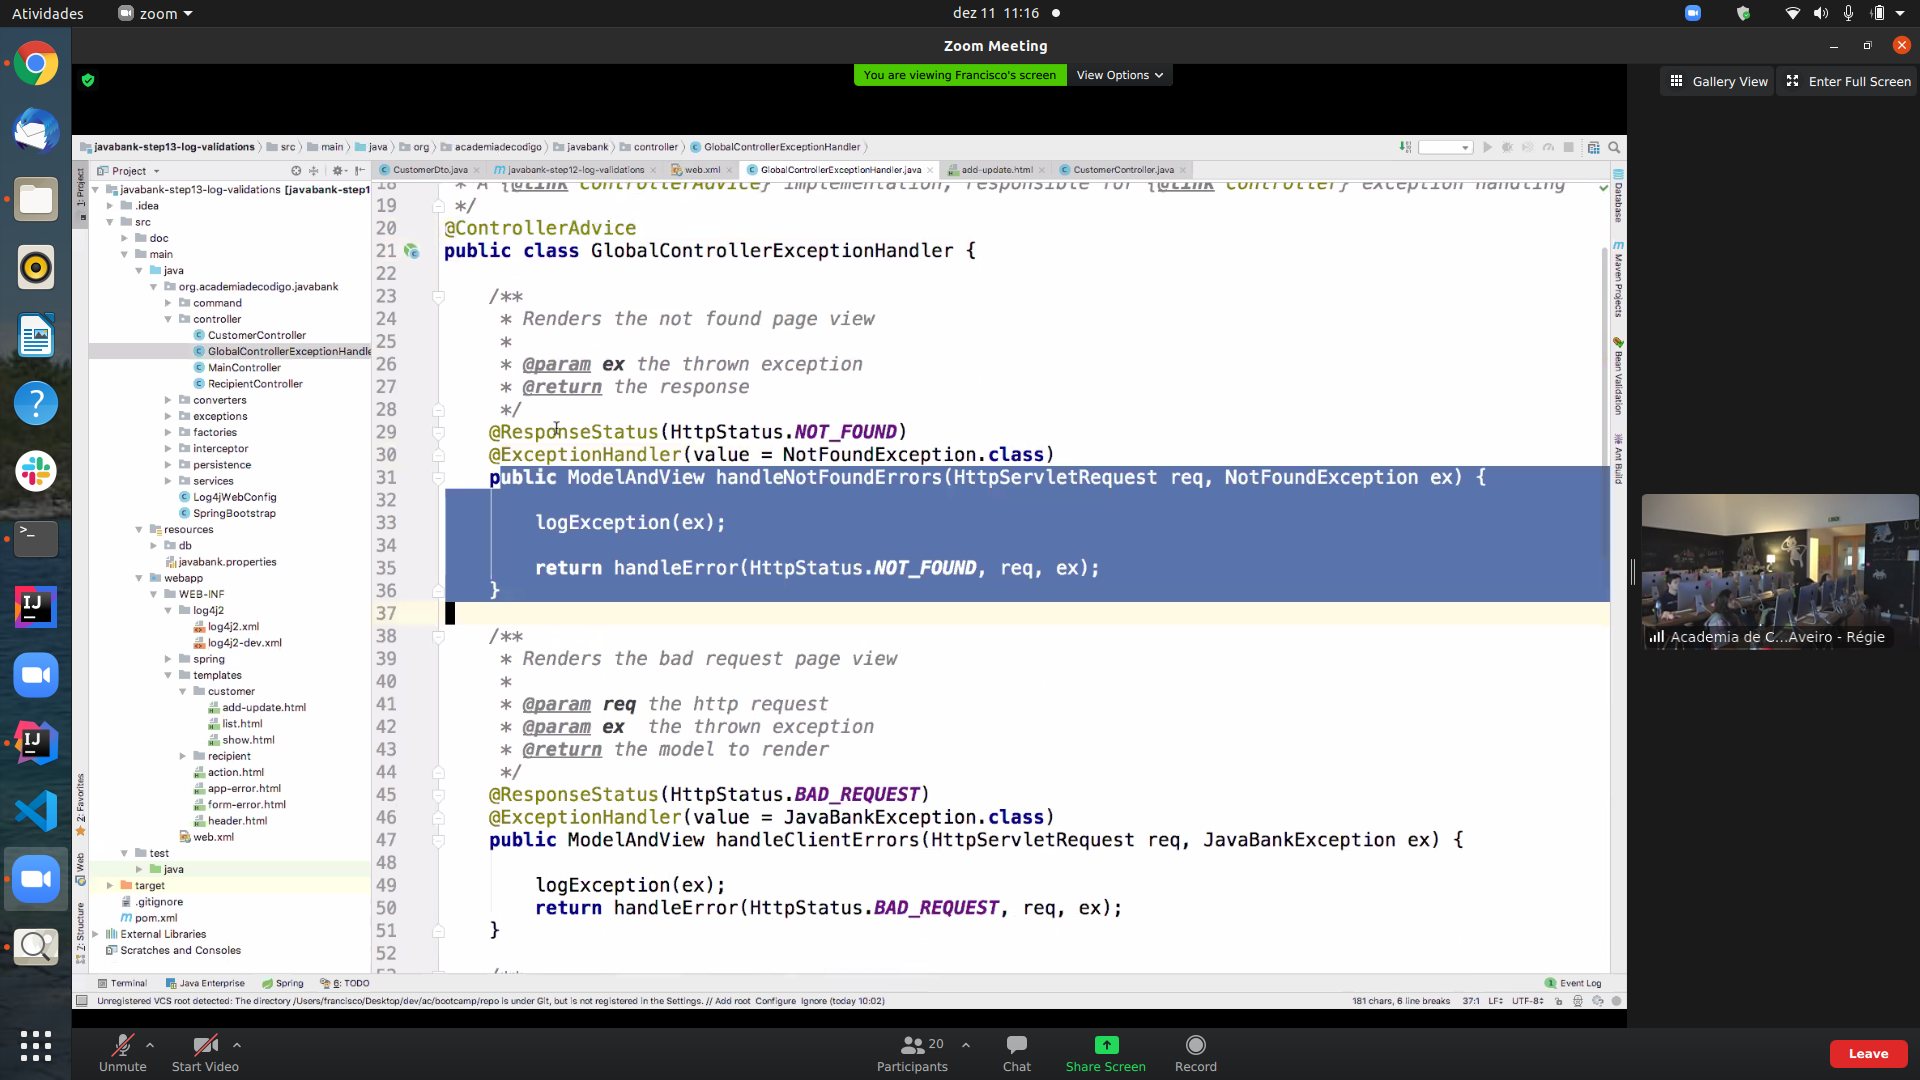 Atividades
zoom
dez 11 11:16
Zoom Meeting
You are viewing Francisco's screen
View Options
Gallery View
Enter Full Screen
javabank-step13-log-validations
src
main
java
org
academiadecodigo
javabank
controller
GlobalControllerExceptionHandler
Project
CustomerDto.java
javabank-step12-log-validations
web.xml
GlobalControllerExceptionHandler.java
add-update.html
CustomerController.java
1: Project
javabank-step13-log-validations [javabank-step1
.idea
src
doc
main
java
org.academiadecodigo.javabank
command
controller
CustomerController
GlobalControllerExceptionHandle
MainController
RecipientController
converters
exceptions
factories
interceptor
persistence
services
Log4jWebConfig
SpringBootstrap
resources
db
javabank.properties
webapp
WEB-INF
log4j2
log4j2.xml
log4j2-dev.xml
spring
templates
customer
add-update.html
list.html
show.html
recipient
action.html
app-error.html
form-error.html
header.html
web.xml
test
java
target
.gitignore
pom.xml
External Libraries
Scratches and Consoles
2: Favorites
Web
7: Structure
18 * A {@link ControllerAdvice} implementation, responsible for {@link Controller} exception handling
19 */
20 @ControllerAdvice
21 public class GlobalControllerExceptionHandler {
22
23 /**
24 * Renders the not found page view
25 *
26 * @param ex the thrown exception
27 * @return the response
28 */
29 @ResponseStatus(HttpStatus.NOT_FOUND)
30 @ExceptionHandler(value = NotFoundException.class)
31 public ModelAndView handleNotFoundErrors(HttpServletRequest req, NotFoundException ex) {
32
33 logException(ex);
34
35 return handleError(HttpStatus.NOT_FOUND, req, ex);
36 }
37
38 /**
39 * Renders the bad request page view
40 *
41 * @param req the http request
42 * @param ex the thrown exception
43 * @return the model to render
44 */
45 @ResponseStatus(HttpStatus.BAD_REQUEST)
46 @ExceptionHandler(value = JavaBankException.class)
47 public ModelAndView handleClientErrors(HttpServletRequest req, JavaBankException ex) {
48
49 logException(ex);
50 return handleError(HttpStatus.BAD_REQUEST, req, ex);
51 }
52
Database
Maven Projects
Bean Validation
Ant Build
Academia de C...Aveiro - Régie
Terminal
Java Enterprise
Spring
6: TODO
1 Event Log
Unregistered VCS root detected: The directory /Users/francisco/Desktop/dev/ac/bootcamp/repo is under Git, but is not registered in the Settings. // Add root Configure Ignore (today 10:02)
181 chars, 6 line breaks 37:1 LF UTF-8
Unmute
Start Video
20
Participants
Chat
Share Screen
Record
Leave